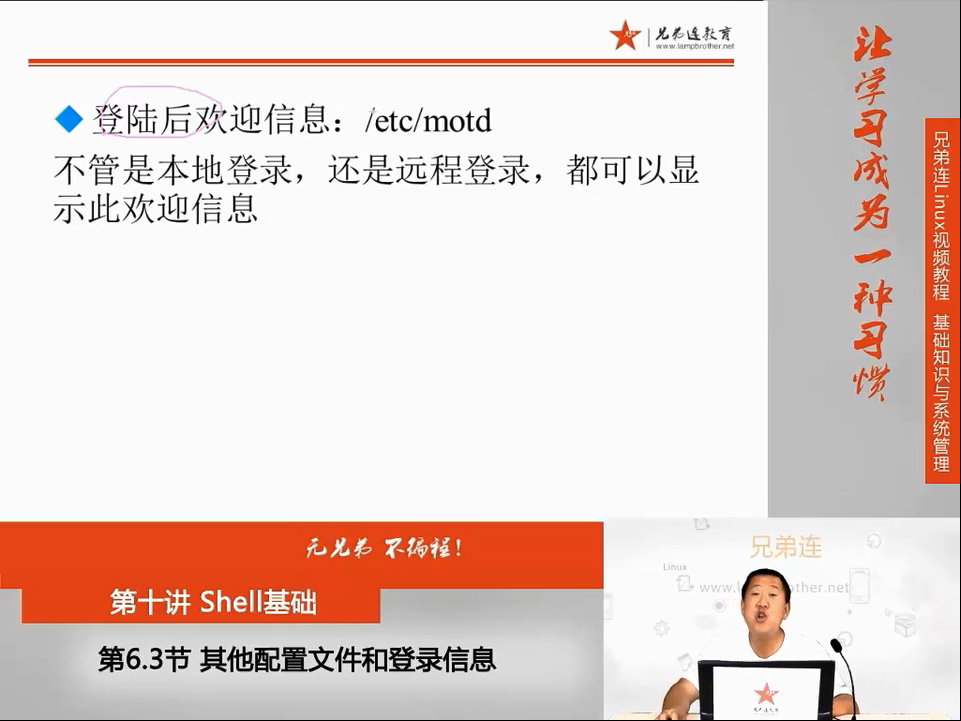 兄弟连教育
www.lampbrother.net
登陆后欢迎信息：/etc/motd
不管是本地登录，还是远程登录，都可以显
示此欢迎信息
让学习成为一种习惯
兄弟连Linux视频教程 基础知识与系统管理
无兄弟 不编程！
第十讲 Shell基础
第6.3节 其他配置文件和登录信息
兄弟连
Linux